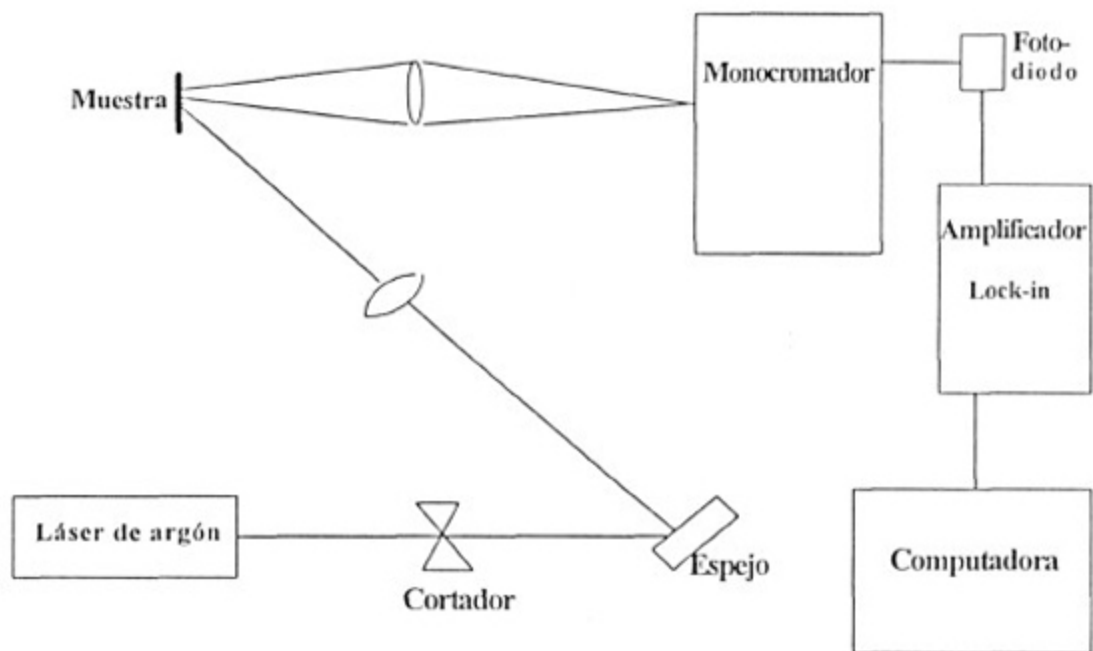 Muestra
Monocromador
Foto-
diodo
Amplificador
Lock-in
Láser de argón
Cortador
Espejo
Computadora